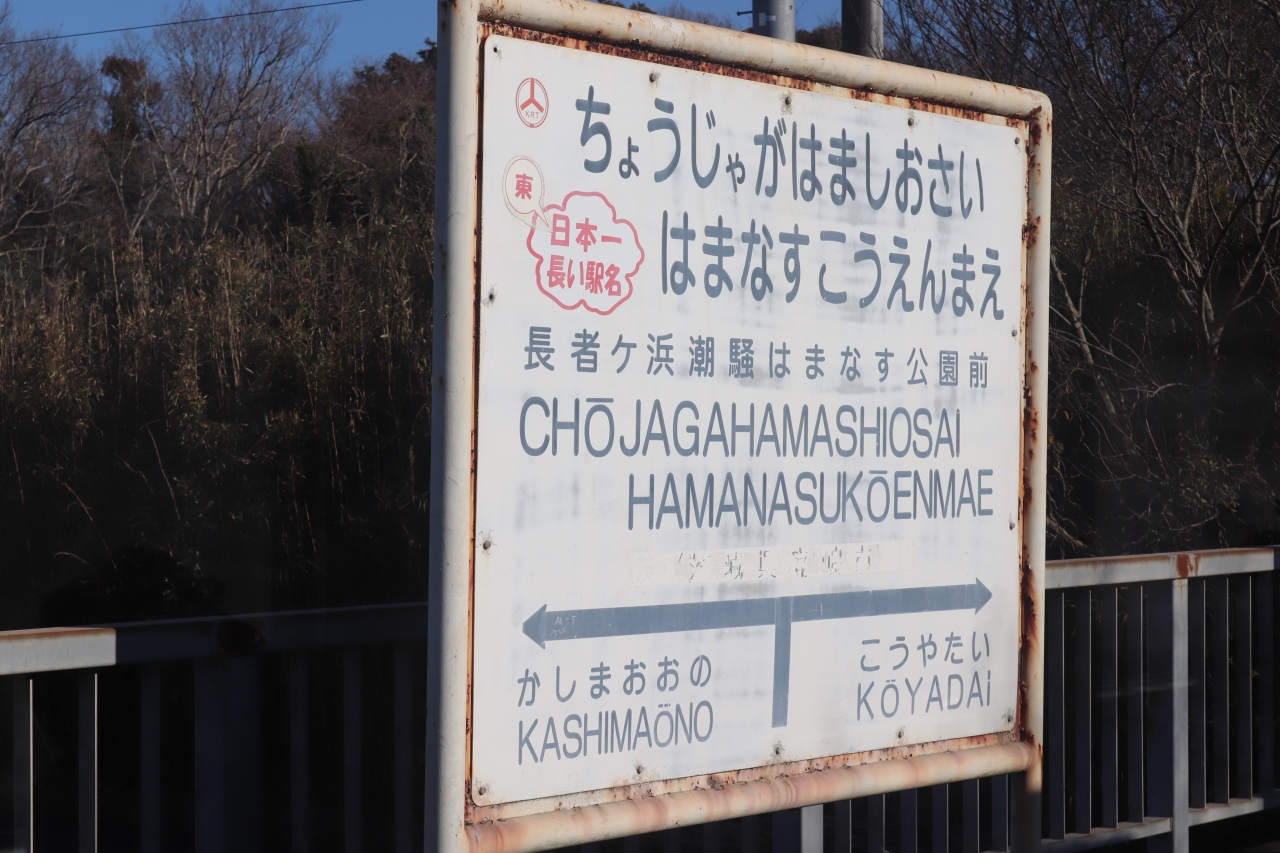 KRT
ちょうじゃがはましおさい
はまなすこうえんまえ
東
日本一
長い駅名
長者ケ浜潮騒はまなす公園前
CHŌJAGAHAMASHIOSAi
HAMANASUKŌENMAE
かしまおおの
KASHIMAŌNO
こうやたい
KŌYADAi